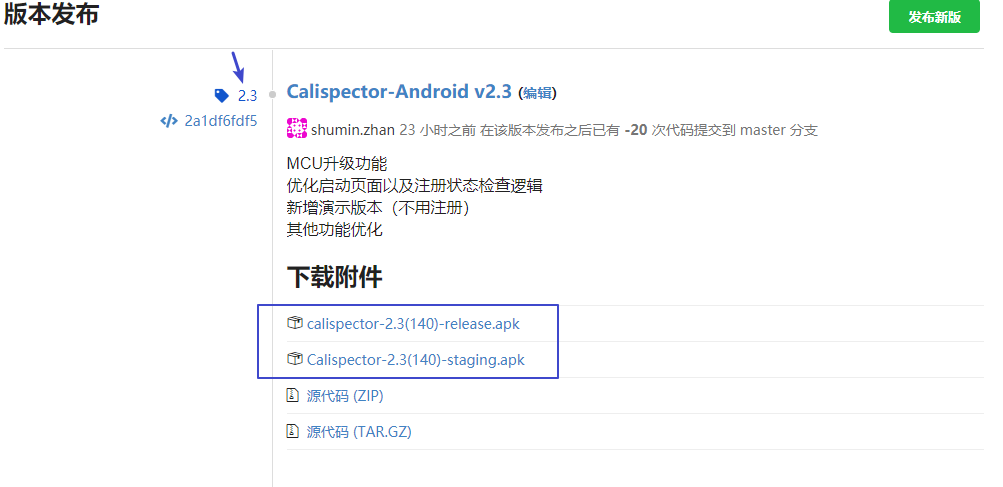 版本发布
发布新版
2.3
Calispector-Android v2.3 (编辑)
2a1df6fdf5
shumin.zhan 23 小时之前 在该版本发布之后已有 -20 次代码提交到 master 分支
MCU升级功能
优化启动页面以及注册状态检查逻辑
新增演示版本（不用注册）
其他功能优化
下载附件
calispector-2.3(140)-release.apk
Calispector-2.3(140)-staging.apk
源代码 (ZIP)
源代码 (TAR.GZ)